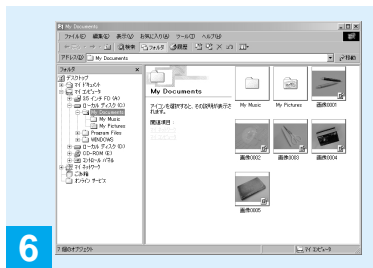 My Documents
ファイル(F) 編集(E) 表示(V) お気に入り(A) ツール(T) ヘルプ(H)
検索 フォルダ 履歴
アドレス(D) My Documents 移動
フォルダ
デスクトップ
マイ ドキュメント
マイ コンピュータ
3.5 インチ FD (A)
ローカル ディスク (C)
My Documents
My Music
My Pictures
Program Files
WINDOWS
ローカル ディスク (D)
CD-ROM (E)
コントロール パネル
マイ ネットワーク
ごみ箱
オンライン サービス
My Documents
アイコンを選択すると、その説明が表示されます。
関連項目:
My Music
My Pictures
画像0001
画像0002
画像0003
画像0004
画像0005
7 個のオブジェクト
マイ コンピュータ
6